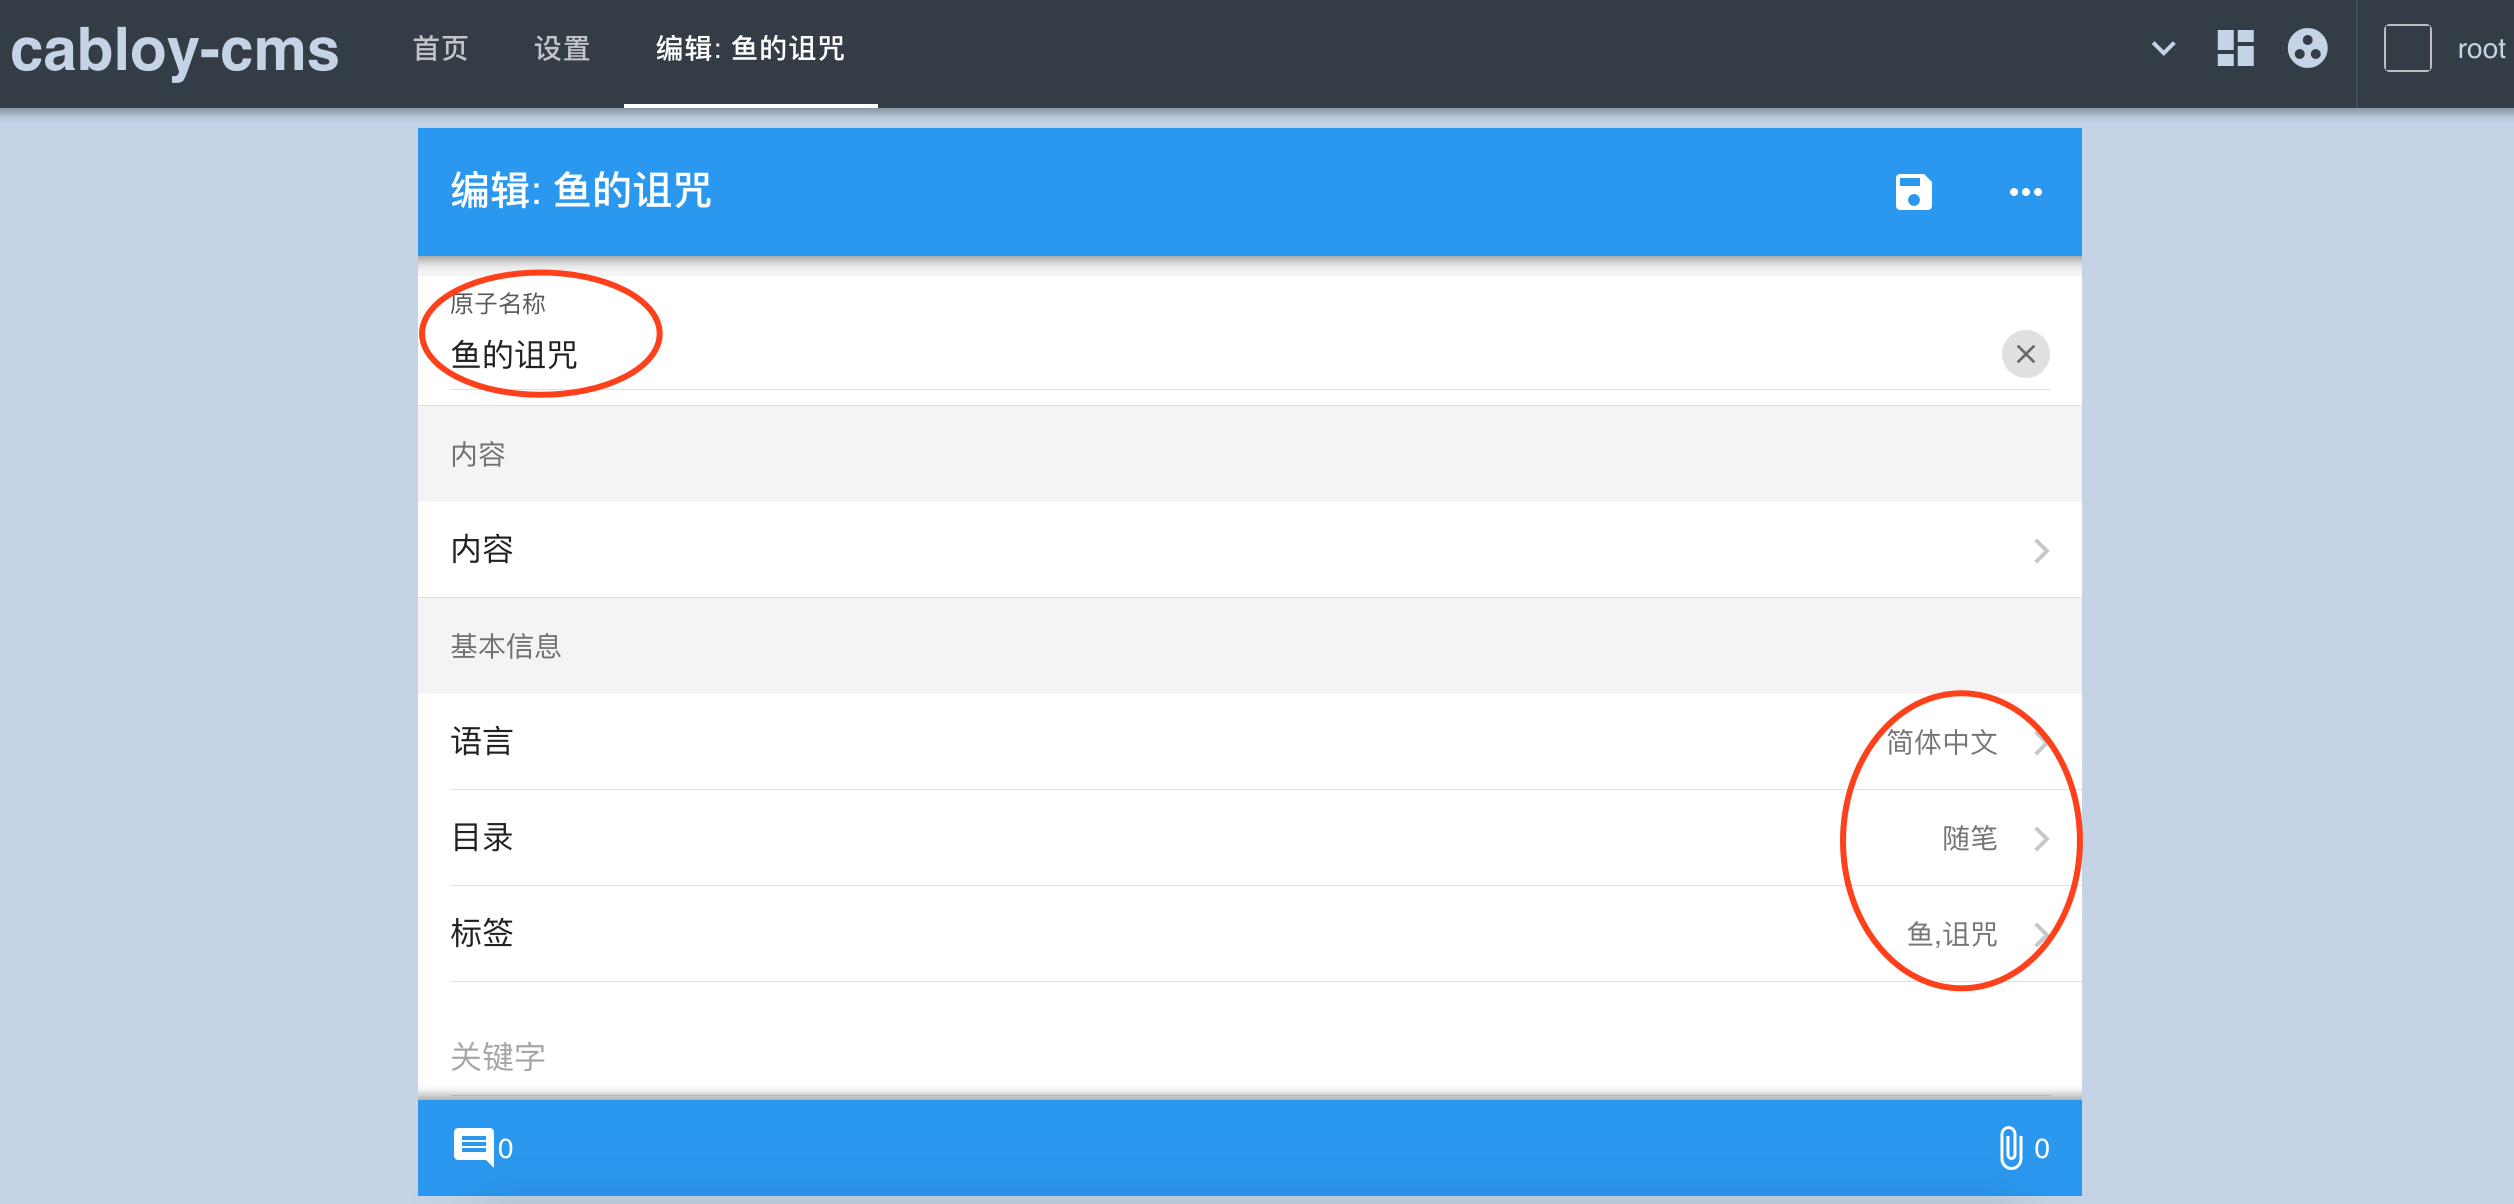 cabloy-cms 首页 设置 编辑: 鱼的诅咒 root
编辑: 鱼的诅咒
原子名称
鱼的诅咒
内容
内容
基本信息
语言 简体中文
目录 随笔
标签 鱼,诅咒
关键字
0 0